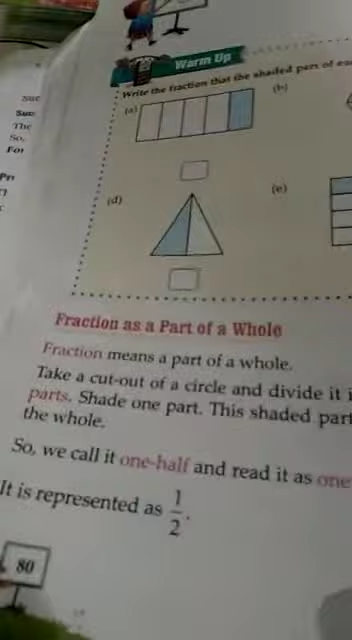 Warm Up
Write the fraction that the shaded part of
(a)
(b)
(d)
(e)
Fraction as a Part of a Whole
Fraction means a part of a whole.
Take a cut-out of a circle and divide it
parts. Shade one part. This shaded part
the whole.
So, we call it one-half and read it as one
It is represented as 1/2.
80
The
So,